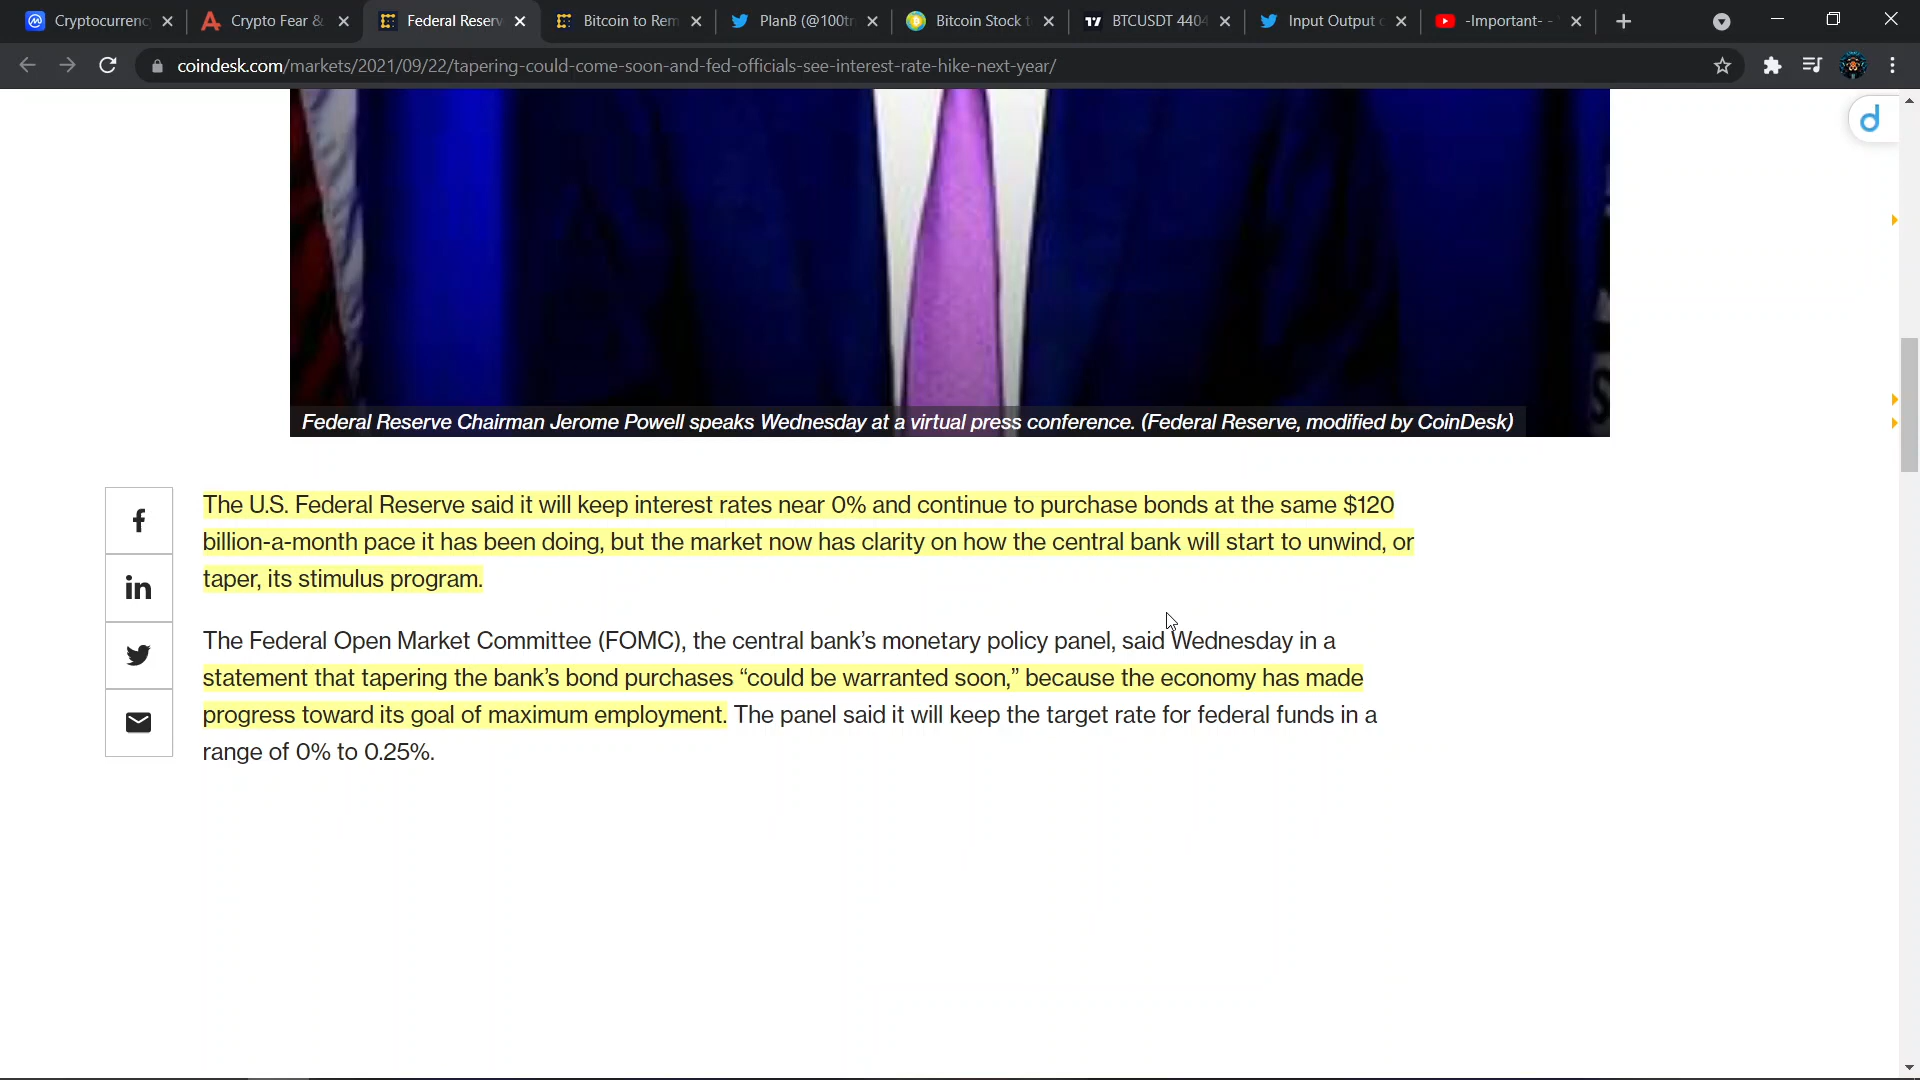 Cryptocurrenc
Crypto Fear &
Federal Reserv
Bitcoin to Rem
PlanB (@100tr
Bitcoin Stock t
BTCUSDT 4404
Input Output
-Important- -
coindesk.com/markets/2021/09/22/tapering-could-come-soon-and-fed-officials-see-interest-rate-hike-next-year/
Federal Reserve Chairman Jerome Powell speaks Wednesday at a virtual press conference. (Federal Reserve, modified by CoinDesk)
The U.S. Federal Reserve said it will keep interest rates near 0% and continue to purchase bonds at the same $120
billion-a-month pace it has been doing, but the market now has clarity on how the central bank will start to unwind, or
taper, its stimulus program.
The Federal Open Market Committee (FOMC), the central bank’s monetary policy panel, said Wednesday in a
statement that tapering the bank’s bond purchases “could be warranted soon,” because the economy has made
progress toward its goal of maximum employment. The panel said it will keep the target rate for federal funds in a
range of 0% to 0.25%.